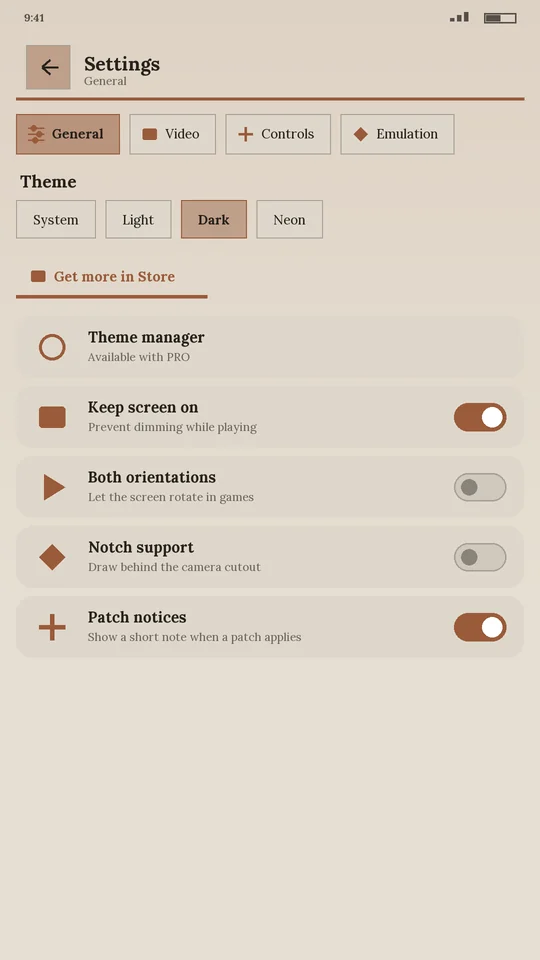 9:41
Settings
General
General
Video
Controls
Emulation
Theme
System
Light
Dark
Neon
Get more in Store
Theme manager
Available with PRO
Keep screen on
Prevent dimming while playing
Both orientations
Let the screen rotate in games
Notch support
Draw behind the camera cutout
Patch notices
Show a short note when a patch applies